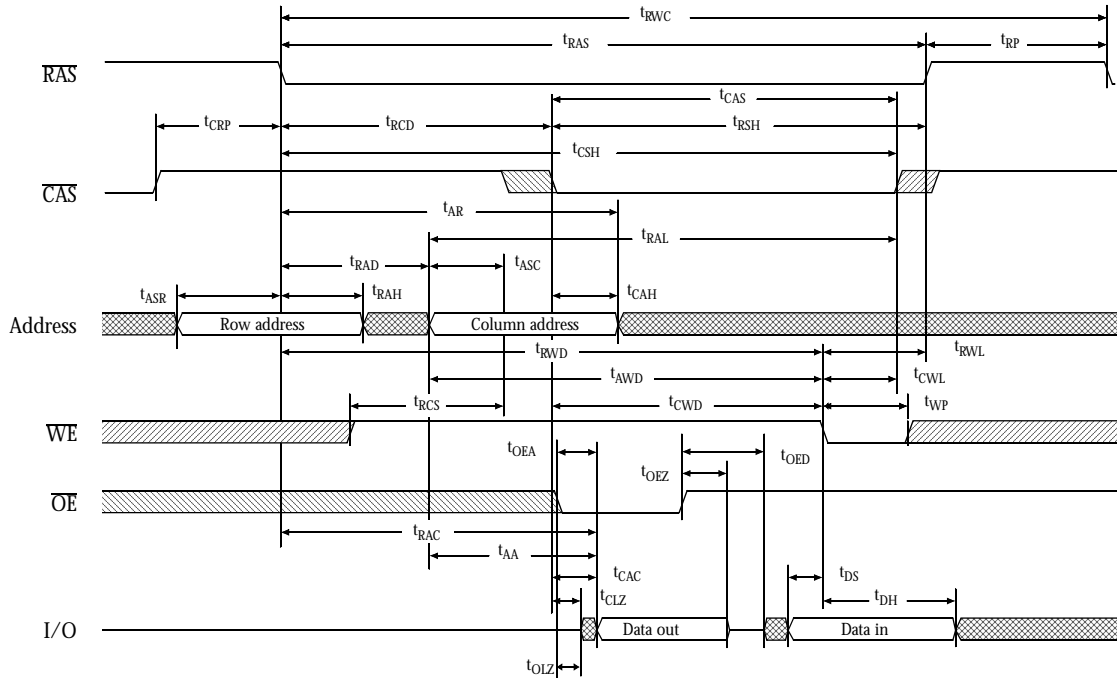 tRWC
tRAS
tRP
RAS
tCAS
tCRP
tRCD
tRSH
tCSH
CAS
tAR
tRAL
tRAD
tASC
tASR
tRAH
tCAH
Address
Row address
Column address
tRWD
tRWL
tAWD
tCWL
tRCS
tCWD
tWP
WE
tOEA
tOED
tOEZ
OE
tRAC
tAA
tCAC
tDS
tCLZ
tDH
I/O
Data out
Data in
tOLZ